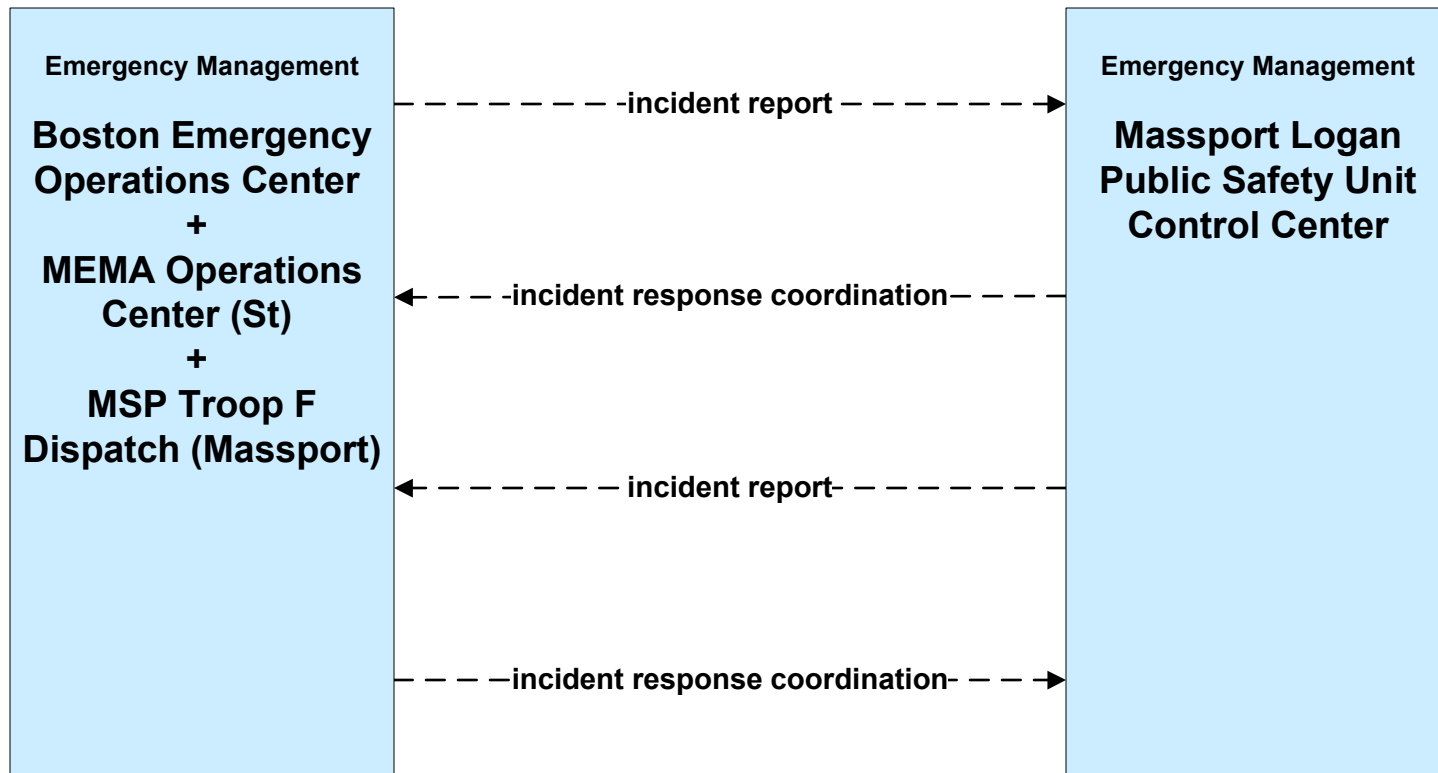 Emergency Management
Boston Emergency
Operations Center
+
MEMA Operations
Center (St)
+
MSP Troop F
Dispatch (Massport)
incident report
incident response coordination
incident report
incident response coordination
Emergency Management
Massport Logan
Public Safety Unit
Control Center